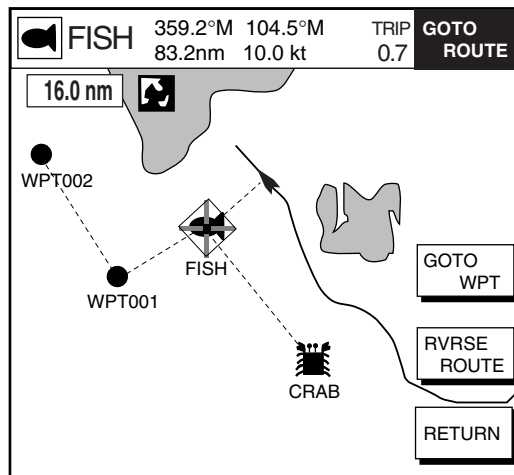 FISH
359.2°M 104.5°M
83.2nm 10.0 kt
TRIP
0.7
GOTO
ROUTE
16.0 nm
WPT002
FISH
WPT001
CRAB
GOTO
WPT
RVRSE
ROUTE
RETURN